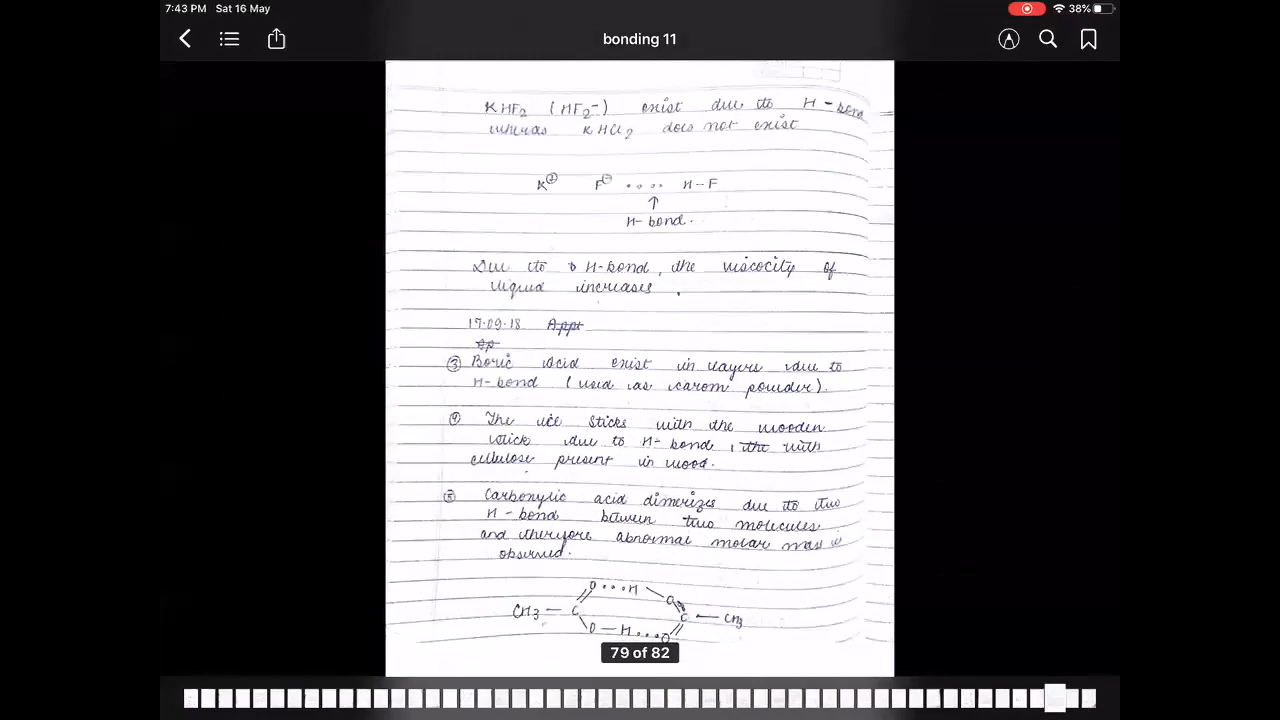 7:43 PM Sat 16 May
38%
bonding 11
KHF2 (HF2-) exist due to H-bond
whereas KHCl2 does not exist
K+ F- .... H-F
↑
H-bond.
Due to H-bond, the viscocity of
liquid increases.
17.09.18 Appt
Ap
③ Boric acid exist in layers due to
H-bond (used as carom powder).
④ The ice sticks with the wooden
stick due to H-bond, the with
cellulose present in wood.
⑤ Carboxylic acid dimerizes due to two
H-bond between two molecules
and therefore abnormal molar mass is
observed.
O ... H O
CH3 — C C — CH3
O — H ... O
79 of 82